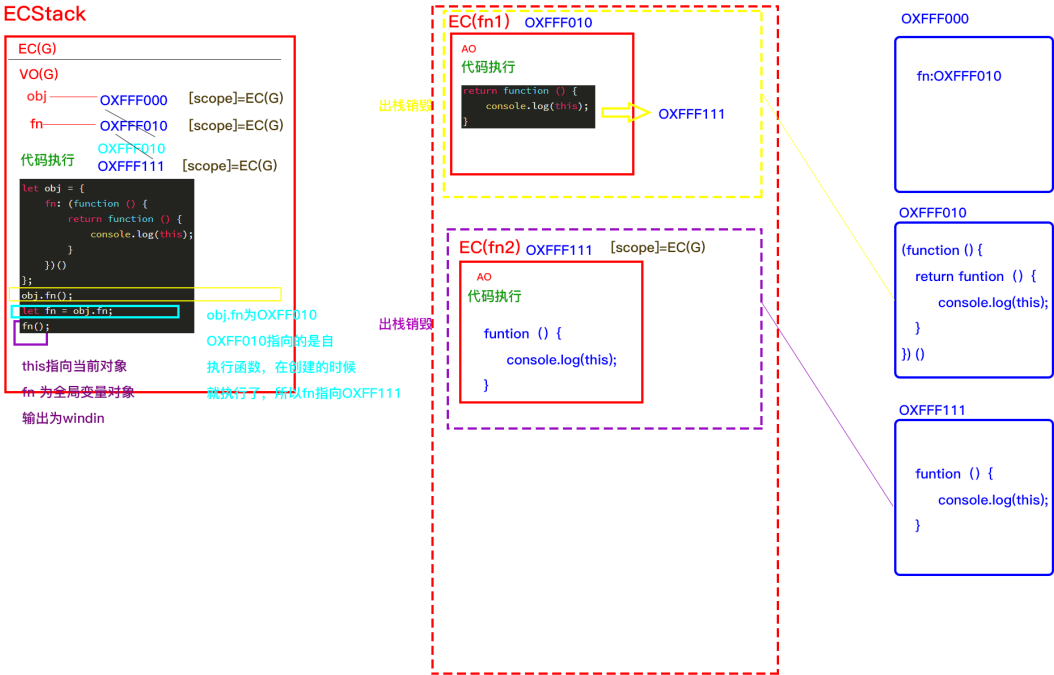 ECStack
EC(G)
VO(G)
obj
OXFFF000
[scope]=EC(G)
fn
OXFFF010
[scope]=EC(G)
OXFFF010
代码执行
OXFFF111
[scope]=EC(G)
let obj = {
fn: (function () {
return function () {
console.log(this);
}
})()
};
obj.fn();
let fn = obj.fn;
fn();
this指向当前对象
fn 为全局变量对象
输出为windin
obj.fn为OXFF010
OXFF010指向的是自
执行函数，在创建的时候
就执行了，所以fn指向OXFF111
出栈销毁
EC(fn1)
OXFFF010
AO
代码执行
return function () {
console.log(this);
}
OXFFF111
出栈销毁
EC(fn2)
OXFFF111
[scope]=EC(G)
AO
代码执行
funtion （）{
console.log(this);
}
OXFFF000
fn:OXFFF010
OXFFF010
(function () {
return funtion （）{
console.log(this);
}
}) ()
OXFFF111
funtion （）{
console.log(this);
}